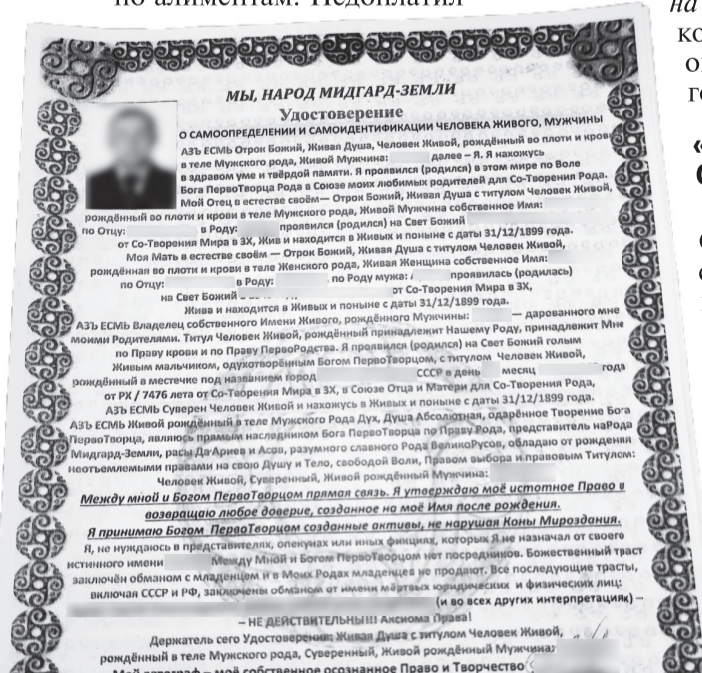 по алиментам. Недоплатил
на
ко
о
го
«
МЫ, НАРОД МИДГАРД-ЗЕМЛИ
Удостоверение
О САМООПРЕДЕЛЕНИИ И САМОИДЕНТИФИКАЦИИ ЧЕЛОВЕКА ЖИВОГО, МУЖЧИНЫ
АЗЪ ЕСМЬ Отрок Божий, Живая Душа, Человек Живой, рождённый во плоти и крови
в теле Мужского рода, Живой Мужчина: далее – Я. Я нахожусь
в здравом уме и твёрдой памяти. Я проявился (родился) в этом мире по Воле
Бога ПервоТворца Рода в Союзе моих любимых родителей для Со-Творения Рода.
Мой Отец в естестве своём— Отрок Божий, Живая Душа с титулом Человек Живой,
рождённый во плоти и крови в теле Мужского рода, Живой Мужчина собственное Имя:
по Отцу: в Роду: проявился (родился) на Свет Божий
от Со-Творения Мира в ЗХ, Жив и находится в Живых и поныне с даты 31/12/1899 года.
Моя Мать в естестве своём — Отрок Божий, Живая Душа с титулом Человек Живой,
рождённая во плоти и крови в теле Женского рода, Живая Женщина собственное Имя:
по Отцу: в Роду: , по Роду мужа: проявилась (родилась)
на Свет Божий от Со-Творения Мира в ЗХ,
Жива и находится в Живых и поныне с даты 31/12/1899 года.
АЗЪ ЕСМЬ Владелец собственного Имени Живого, рождённого Мужчины: — дарованного мне
моими Родителями. Титул Человек Живой, рождённый принадлежит Нашему Роду, принадлежит Мне
по Праву крови и по Праву ПервоРодства. Я проявился (родился) на Свет Божий голым
Живым мальчиком, одухотворённым Богом ПервоТворцом, с титулом Человек Живой,
рождённый в местечке под названием город СССР в день месяц года
от РХ / 7476 лета от Со-Творения Мира в ЗХ, в Союзе Отца и Матери для Со-Творения Рода,
АЗЪ ЕСМЬ Суверен Человек Живой и нахожусь в Живых и поныне с даты 31/12/1899 года.
АЗЪ ЕСМЬ Живой рождённый в теле Мужского Рода Дух, Душа Абсолютная, одарённое Творение Бога
ПервоТворца, являюсь прямым наследником Бога ПервоТворца по Праву Рода, представитель наРода
Мидгард-Земли, расы Да'Ариев и Асов, разумного славного Рода ВеликоРусов, обладаю от рождения
неотъемлемыми правами на свою Душу и Тело, свободой Воли, Правом выбора и правовым Титулом:
Человек Живой, Суверенный, Живой рождённый Мужчина:
Между мной и Богом ПервоТворцом прямая связь. Я утверждаю моё истотное Право и
возвращаю любое доверие, созданное на моё Имя после рождения.
Я принимаю Богом ПервоТворцом созданные активы, не нарушая Коны Мироздания.
Я, не нуждаюсь в представителях, опекунах или иных фикциях, которых Я не назначал от своего
истинного имени Между Мной и Богом ПервоТворцом нет посредников. Божественный траст
заключён обманом с младенцем и в Моих Родах младенцев не продают. Все последующие трасты,
включая СССР и РФ, заключены обманом от имени мёртвых юридических и физических лиц:
(и во всех других интерпретациях) –
– НЕ ДЕЙСТВИТЕЛЬНЫ!!! Аксиома Права!
Держатель сего Удостоверения: Живая Душа с титулом Человек Живой,
рождённый в теле Мужского рода, Суверенный, Живой рождённый Мужчина:
Мой автограф – моё собственное осознанное Право и Творчество